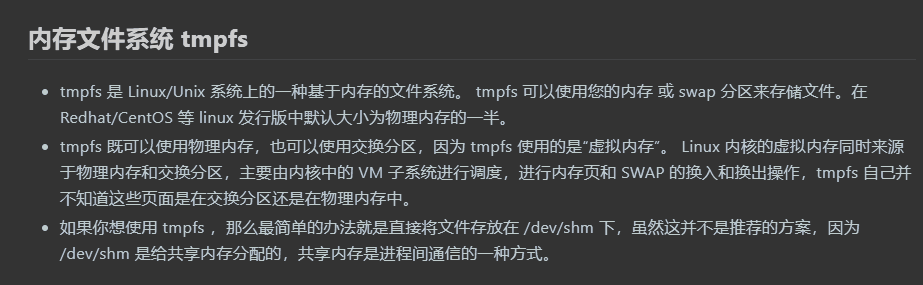 内存文件系统 tmpfs
• tmpfs 是 Linux/Unix 系统上的一种基于内存的文件系统。 tmpfs 可以使用您的内存 或 swap 分区来存储文件。在
Redhat/CentOS 等 linux 发行版中默认大小为物理内存的一半。
• tmpfs 既可以使用物理内存，也可以使用交换分区，因为 tmpfs 使用的是“虚拟内存”。 Linux 内核的虚拟内存同时来源
于物理内存和交换分区，主要由内核中的 VM 子系统进行调度，进行内存页和 SWAP 的换入和换出操作，tmpfs 自己并
不知道这些页面是在交换分区还是在物理内存中。
• 如果你想使用 tmpfs ，那么最简单的办法就是直接将文件存放在 /dev/shm 下，虽然这并不是推荐的方案，因为
/dev/shm 是给共享内存分配的，共享内存是进程间通信的一种方式。